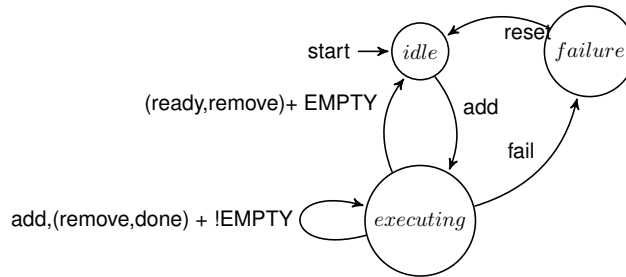 reset
start
idle
failure
(ready,remove)+ EMPTY
add
fail
add,(remove,done) + !EMPTY
executing